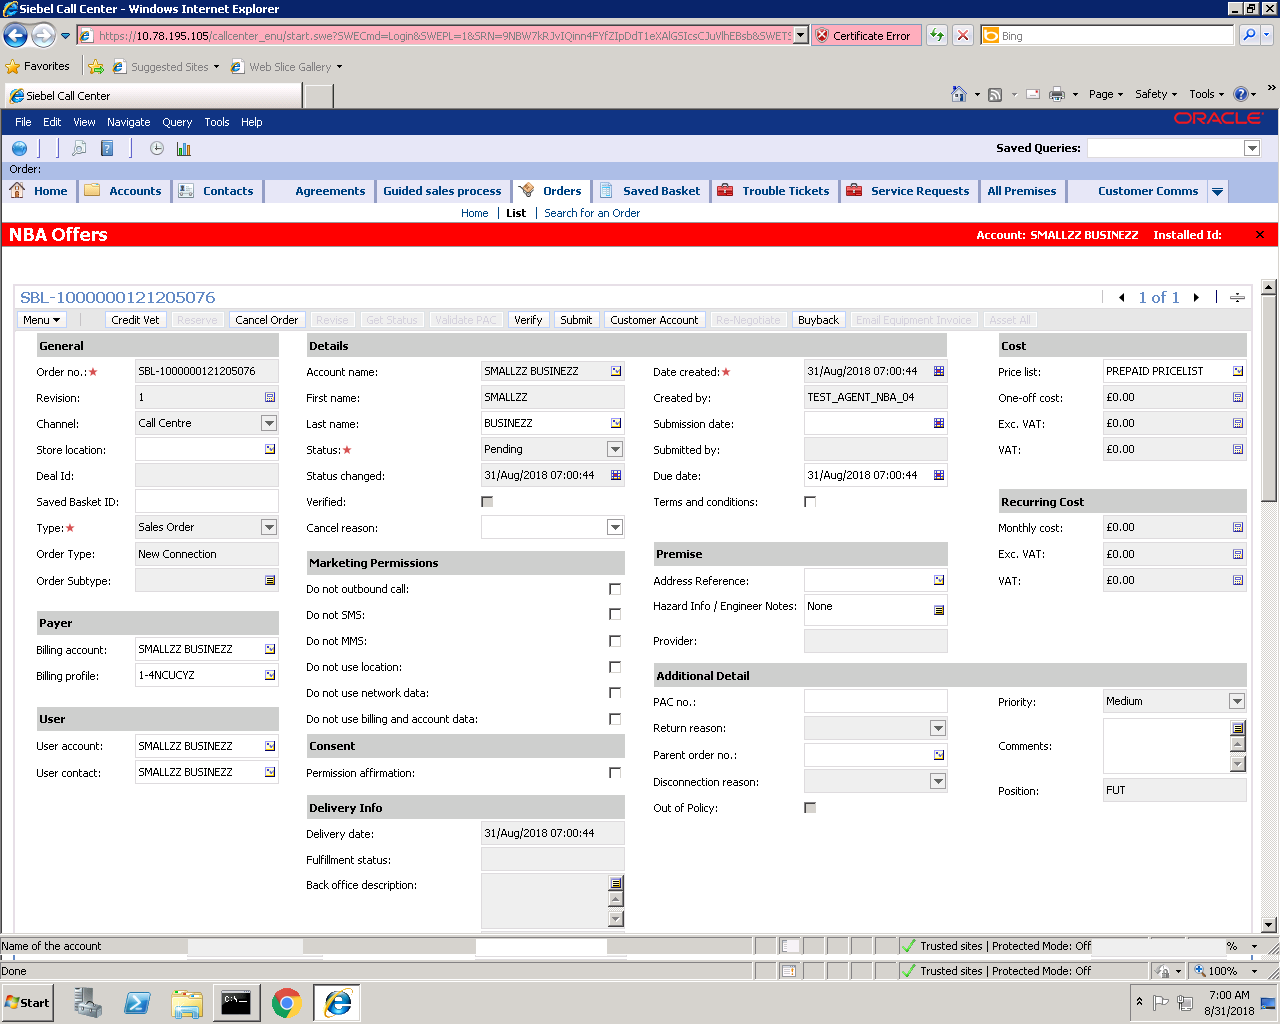 Siebel Call Center - Windows Internet Explorer
https://10.78.195.105/callcenter_enu/start.swe?SWECmd=Login&SWEPL=1&SRN=
Certificate Error
Bing
Favorites
Suggested Sites
Web Slice Gallery
Siebel Call Center
Page
Safety
Tools
File Edit View Navigate Query Tools Help
ORACLE
Saved Queries:
Order:
Home Accounts Contacts Agreements Guided sales process Orders Saved Basket Trouble Tickets Service Requests All Premises Customer Comms
Home | List | Search for an Order
NBA Offers
Account: SMALLZZ BUSINEZZ Installed Id:
SBL-1000000121205076
1 of 1
Menu Credit Vet Reserve Cancel Order Revise Get Status Validate PAC Verify Submit Customer Account Re-Negotiate Buyback Email Equipment Invoice Asset All
General
Order no.:★ SBL-1000000121205076
Revision: 1
Channel: Call Centre
Store location:
Deal Id:
Saved Basket ID:
Type:★ Sales Order
Order Type: New Connection
Order Subtype:
Payer
Billing account: SMALLZZ BUSINEZZ
Billing profile: 1-4NCUCYZ
User
User account: SMALLZZ BUSINEZZ
User contact: SMALLZZ BUSINEZZ
Details
Account name: SMALLZZ BUSINEZZ
First name: SMALLZZ
Last name: BUSINEZZ
Status:★ Pending
Status changed: 31/Aug/2018 07:00:44
Verified:
Cancel reason:
Marketing Permissions
Do not outbound call:
Do not SMS:
Do not MMS:
Do not use location:
Do not use network data:
Do not use billing and account data:
Consent
Permission affirmation:
Delivery Info
Delivery date: 31/Aug/2018 07:00:44
Fulfillment status:
Back office description:
Date created:★ 31/Aug/2018 07:00:44
Created by: TEST_AGENT_NBA_04
Submission date:
Submitted by:
Due date: 31/Aug/2018 07:00:44
Terms and conditions:
Premise
Address Reference:
Hazard Info / Engineer Notes: None
Provider:
Additional Detail
PAC no.:
Return reason:
Parent order no.:
Disconnection reason:
Out of Policy:
Priority: Medium
Comments:
Position: FUT
Cost
Price list: PREPAID PRICELIST
One-off cost: £0.00
Exc. VAT: £0.00
VAT: £0.00
Recurring Cost
Monthly cost: £0.00
Exc. VAT: £0.00
VAT: £0.00
Name of the account
Trusted sites | Protected Mode: Off
%
Done
Trusted sites | Protected Mode: Off
100%
Start
C:\
7:00 AM
8/31/2018